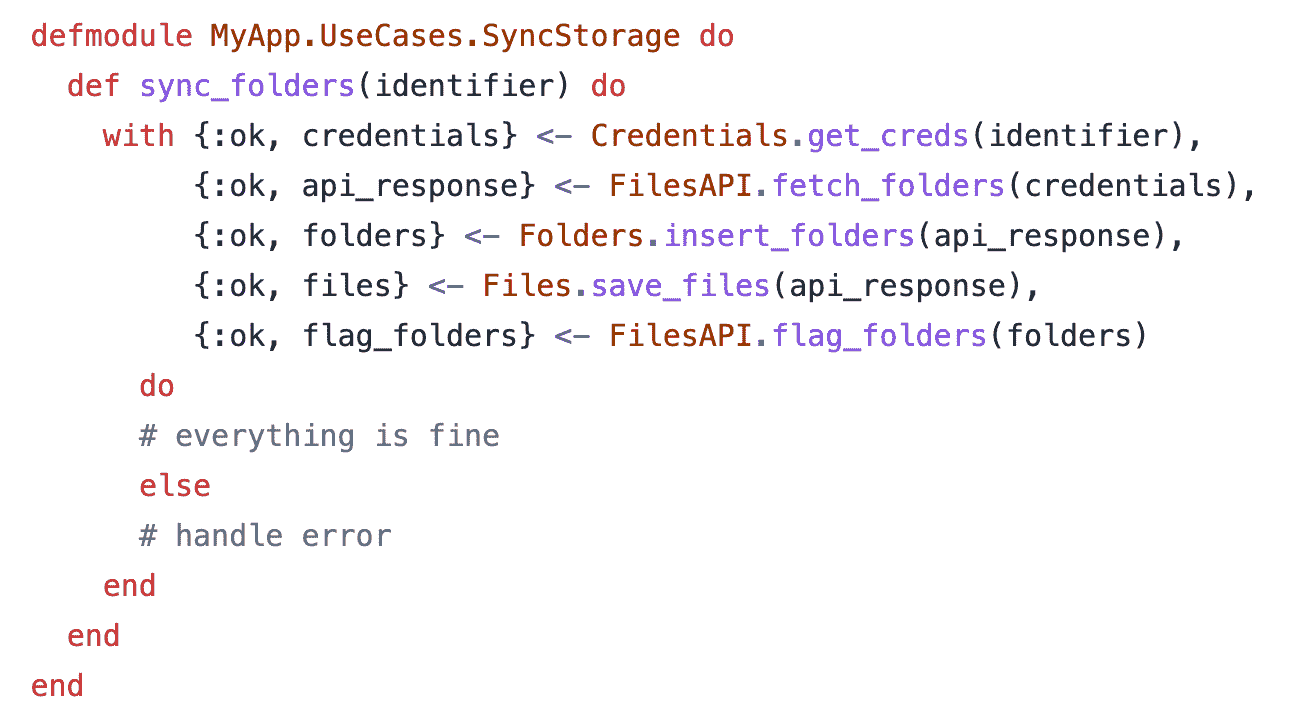 defmodule MyApp.UseCases.SyncStorage do
  def sync_folders(identifier) do
    with {:ok, credentials} <- Credentials.get_creds(identifier),
         {:ok, api_response} <- FilesAPI.fetch_folders(credentials),
         {:ok, folders} <- Folders.insert_folders(api_response),
         {:ok, files} <- Files.save_files(api_response),
         {:ok, flag_folders} <- FilesAPI.flag_folders(folders)
      do
      # everything is fine
      else
      # handle error
    end
  end
end